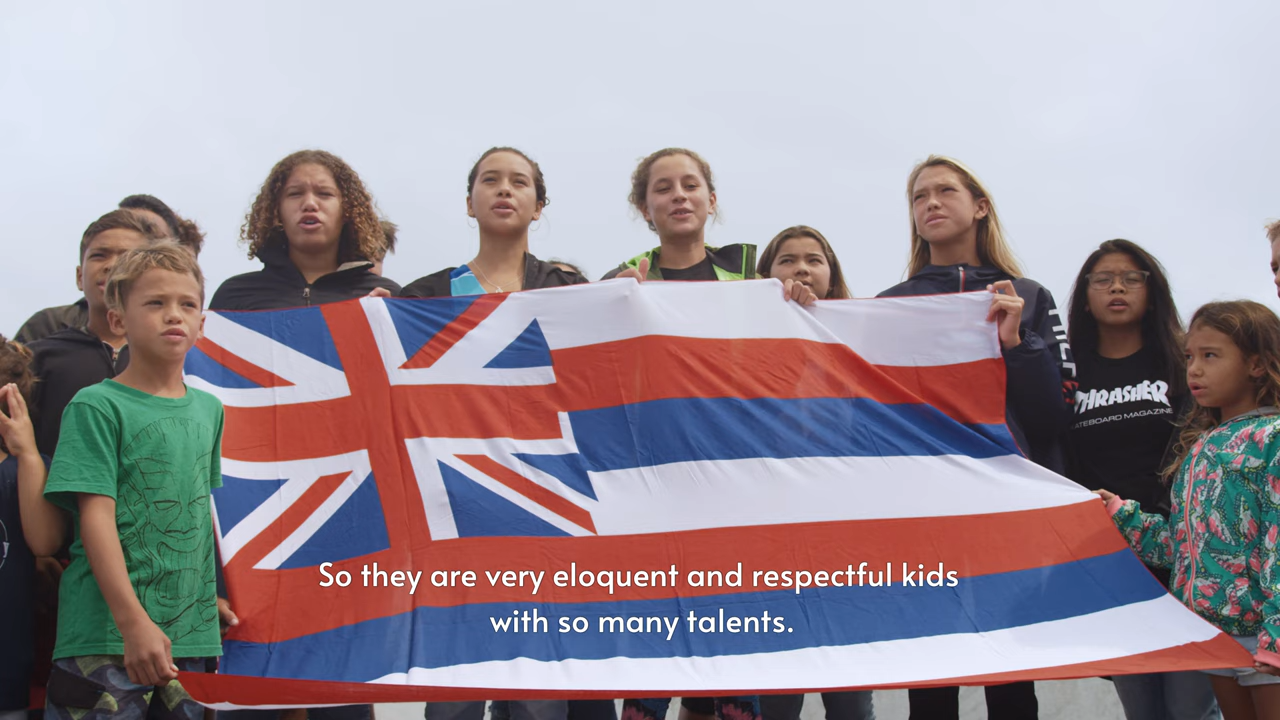 THRASHER
SKATEBOARD MAGAZINE
So they are very eloquent and respectful kids
with so many talents.